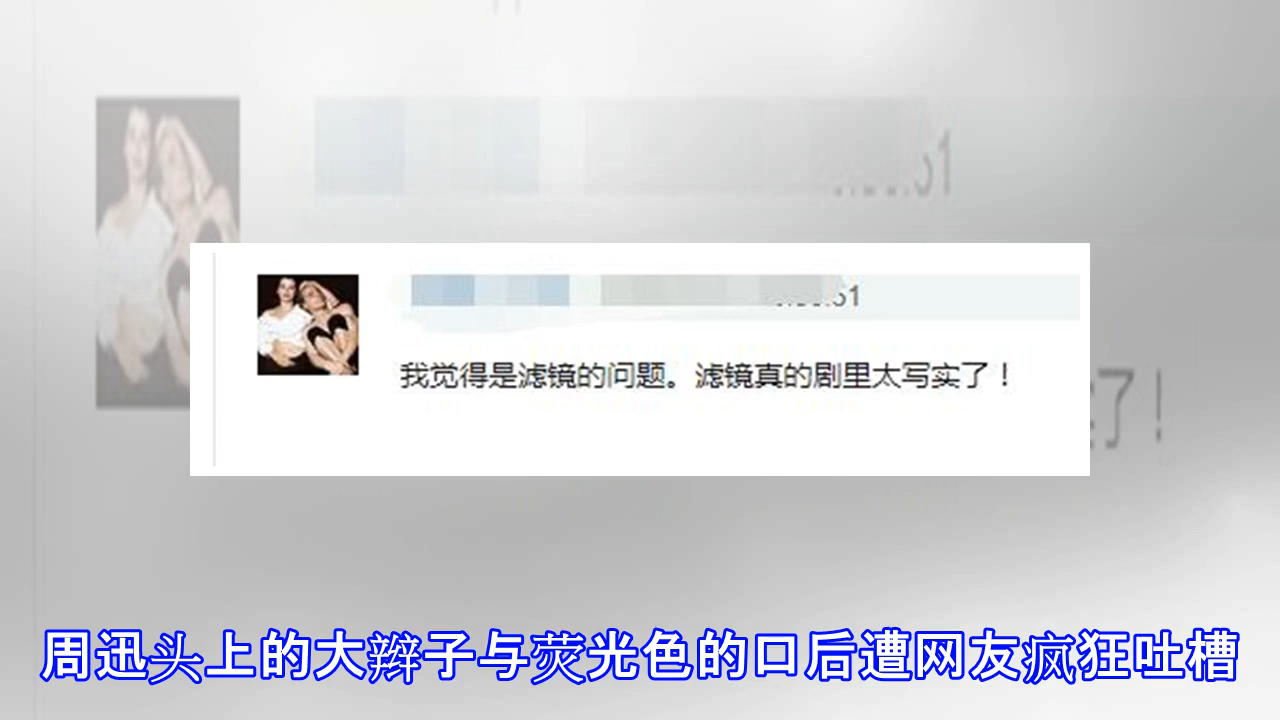 我觉得是滤镜的问题。滤镜真的剧里太写实了！
周迅头上的大辫子与荧光色的口后遭网友疯狂吐槽